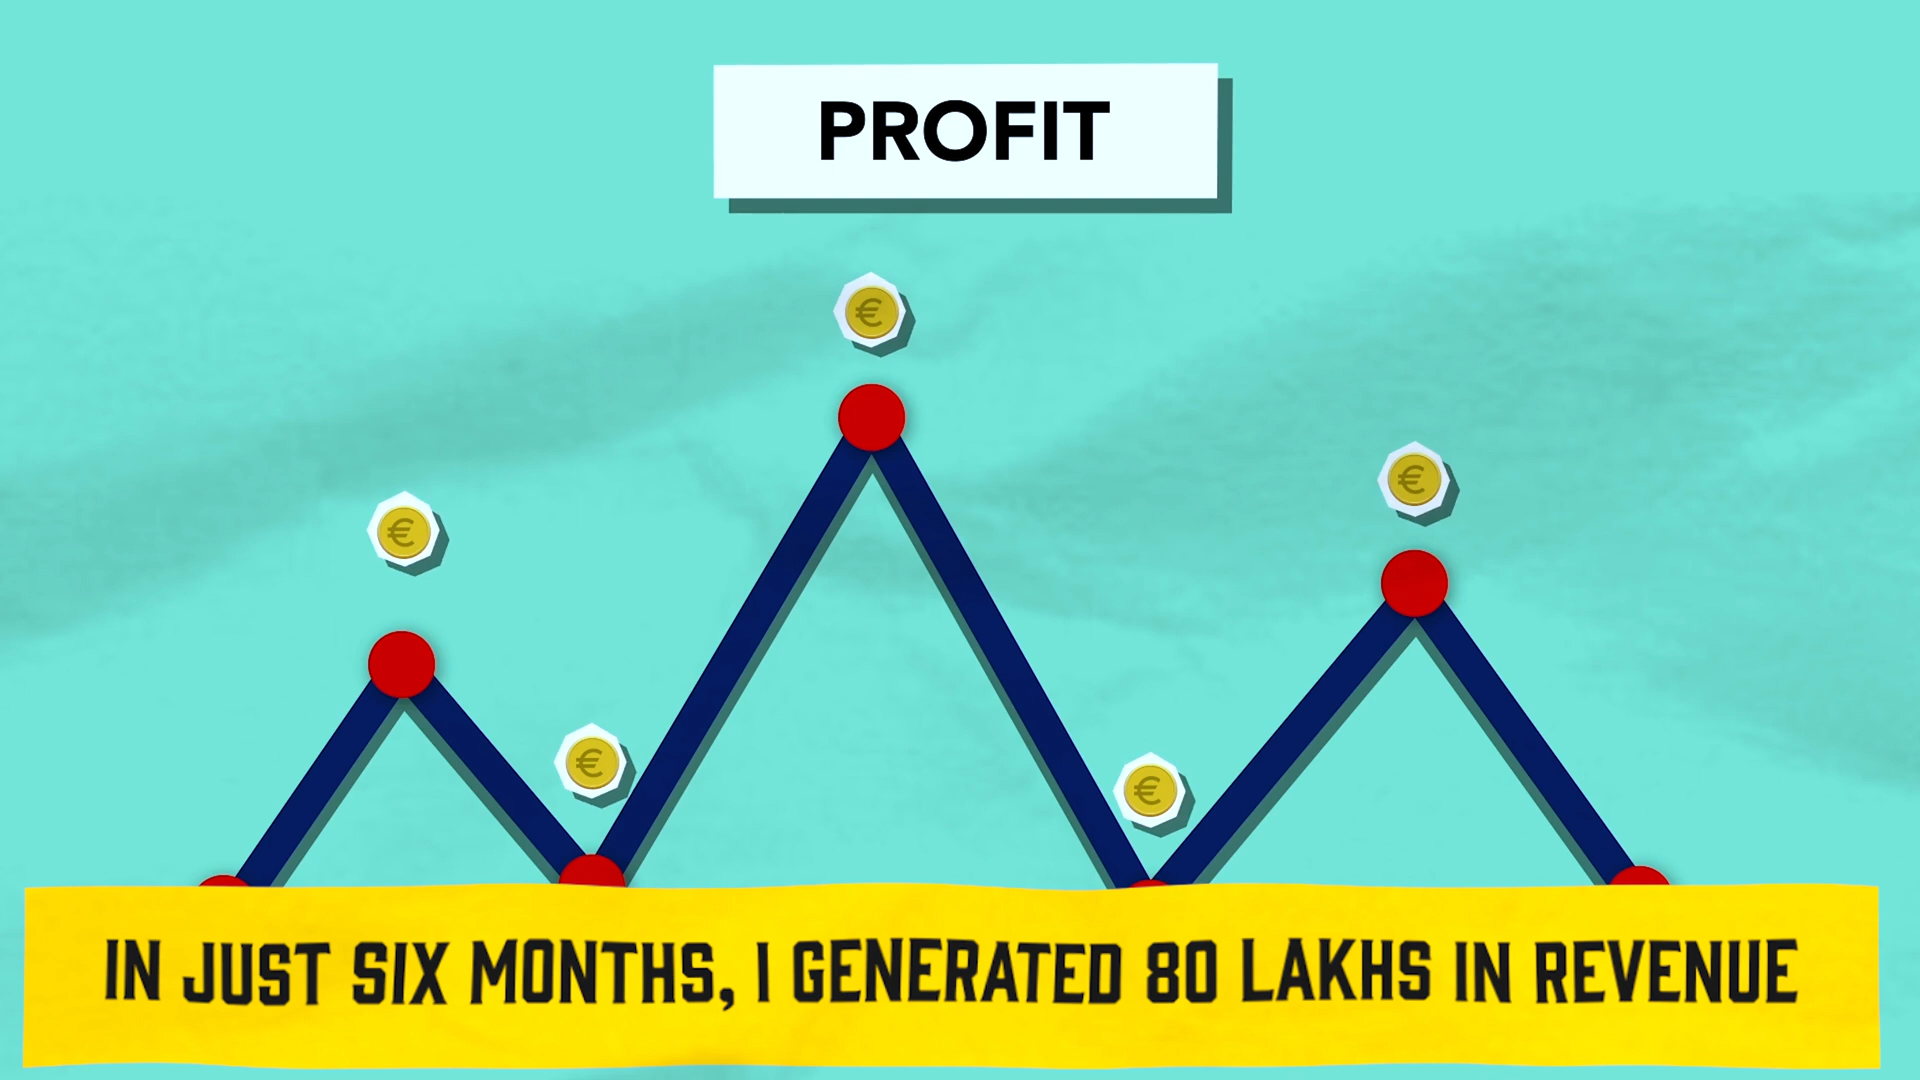 PROFIT
€
€
€
€
€
IN JUST SIX MONTHS, I GENERATED 80 LAKHS IN REVENUE